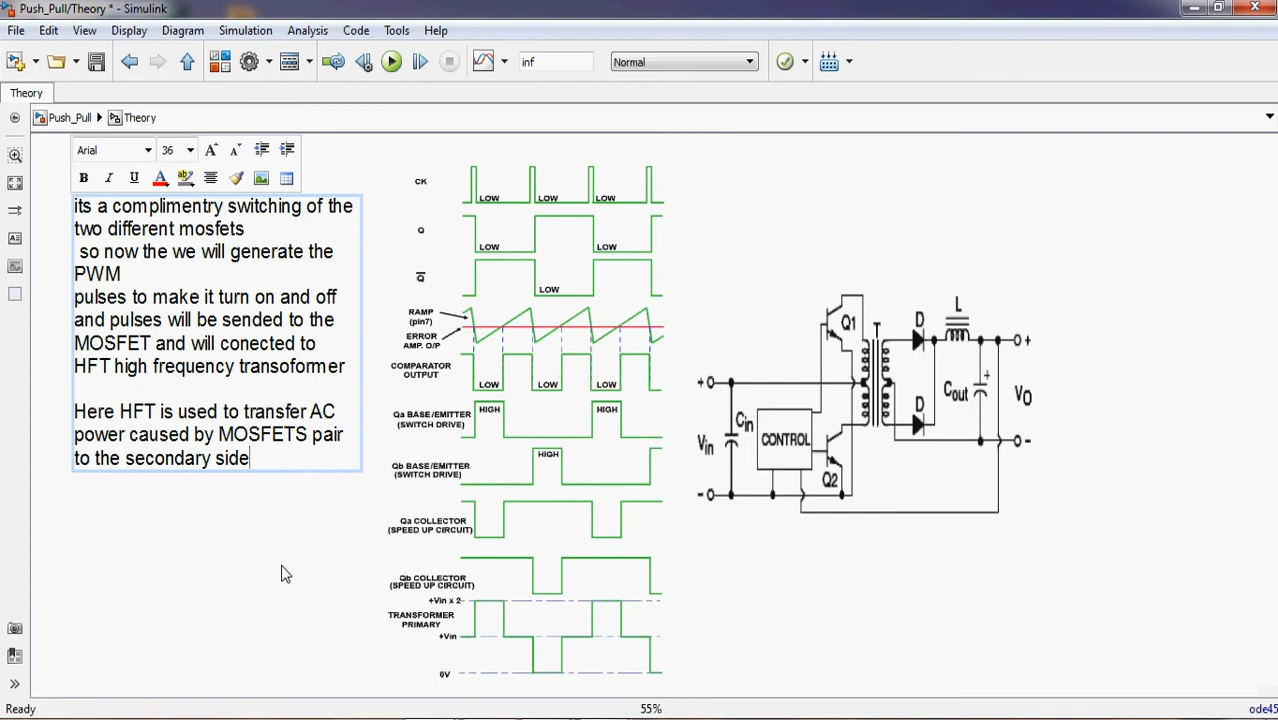 Push_Pull/Theory * - Simulink
File Edit View Display Diagram Simulation Analysis Code Tools Help
inf
Normal
Theory
Push_Pull Theory
Arial 36
B I U A ab
its a complimentry switching of the
two different mosfets
so now the we will generate the
PWM
pulses to make it turn on and off
and pulses will be sended to the
MOSFET and will conected to
HFT high frequency transoformer
Here HFT is used to transfer AC
power caused by MOSFETS pair
to the secondary side
CK
LOW LOW LOW LOW
Q
LOW LOW
Q̅
LOW
RAMP
(pin7)
ERROR
AMP. O/P
COMPARATOR
OUTPUT
LOW LOW LOW
Qa BASE/EMITTER
(SWITCH DRIVE)
HIGH HIGH
Qb BASE/EMITTER
(SWITCH DRIVE)
HIGH
Qa COLLECTOR
(SPEED UP CIRCUIT)
Qb COLLECTOR
(SPEED UP CIRCUIT)
+Vin x 2
TRANSFORMER
PRIMARY
+Vin
0V
Q1 T D L
+ +
Cin CONTROL Cout + VO
Vin D
Q2
- -
Ready 55% ode45